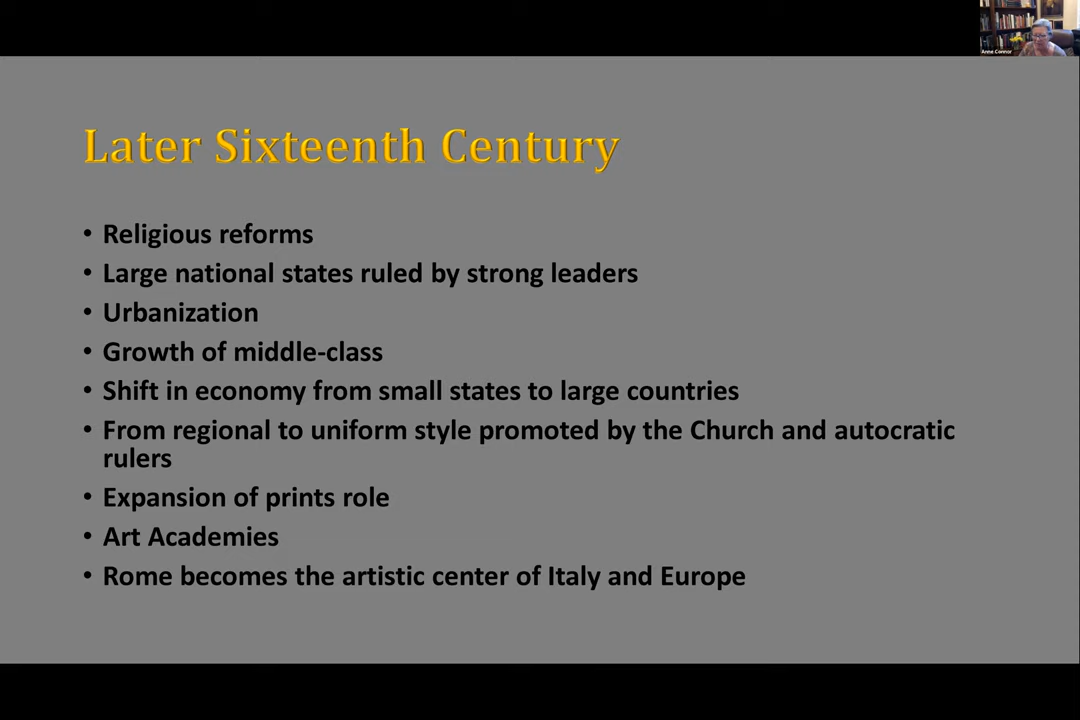 Anne Connor
Later Sixteenth Century
• Religious reforms
• Large national states ruled by strong leaders
• Urbanization
• Growth of middle-class
• Shift in economy from small states to large countries
• From regional to uniform style promoted by the Church and autocratic
rulers
• Expansion of prints role
• Art Academies
• Rome becomes the artistic center of Italy and Europe